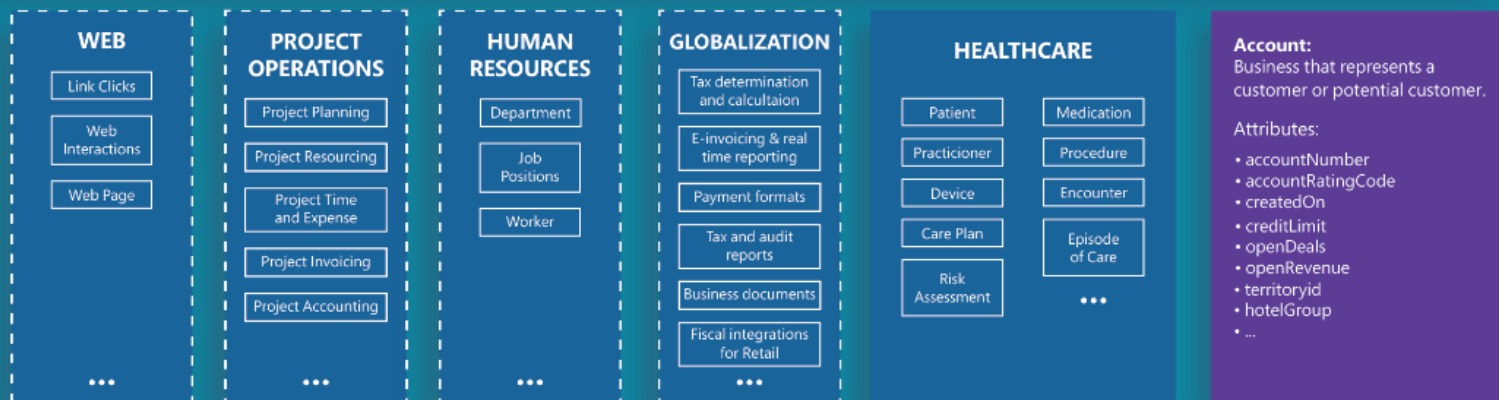 WEB
Link Clicks
Web
Interactions
Web Page
...
PROJECT
OPERATIONS
Project Planning
Project Resourcing
Project Time
and Expense
Project Invoicing
Project Accounting
...
HUMAN
RESOURCES
Department
Job
Positions
Worker
...
GLOBALIZATION
Tax determination
and calcultaion
E-invoicing & real
time reporting
Payment formats
Tax and audit
reports
Business documents
Fiscal integrations
for Retail
...
HEALTHCARE
Patient
Practicioner
Device
Care Plan
Risk
Assessment
Medication
Procedure
Encounter
Episode
of Care
...
Account:
Business that represents a
customer or potential customer.
Attributes:
• accountNumber
• accountRatingCode
• createdOn
• creditLimit
• openDeals
• openRevenue
• territoryid
• hotelGroup
• ...